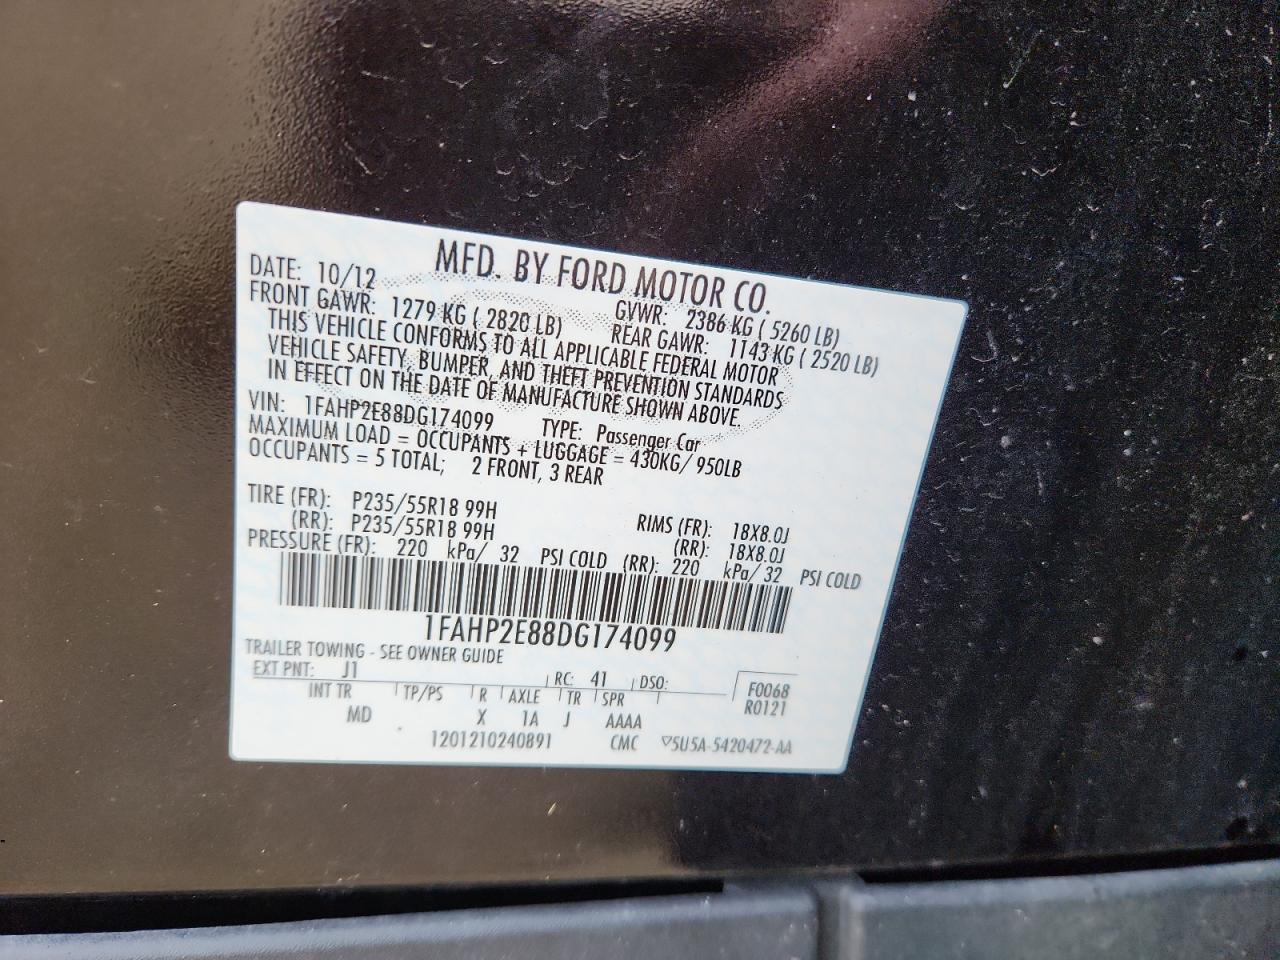 MFD. BY FORD MOTOR CO.
DATE: 10/12 GVWR: 2386 KG ( 5260 LB)
FRONT GAWR: 1279 KG ( 2820 LB) REAR GAWR: 1143 KG ( 2520 LB)
THIS VEHICLE CONFORMS TO ALL APPLICABLE FEDERAL MOTOR
VEHICLE SAFETY, BUMPER, AND THEFT PREVENTION STANDARDS
IN EFFECT ON THE DATE OF MANUFACTURE SHOWN ABOVE.
VIN: 1FAHP2E88DG174099 TYPE: Passenger Car
MAXIMUM LOAD = OCCUPANTS + LUGGAGE = 430KG/ 950LB
OCCUPANTS = 5 TOTAL; 2 FRONT, 3 REAR
TIRE (FR): P235/55R18 99H RIMS (FR): 18X8.0J
(RR): P235/55R18 99H (RR): 18X8.0J
PRESSURE (FR): 220 kPa/ 32 PSI COLD (RR): 220 kPa/ 32 PSI COLD
1FAHP2E88DG174099
TRAILER TOWING - SEE OWNER GUIDE
EXT PNT: J1 RC: 41 DSO: F0068
INT TR TP/PS R AXLE TR SPR R0121
MD X 1A J AAAA
1201210240891 CMC ▽5U5A-5420472-AA